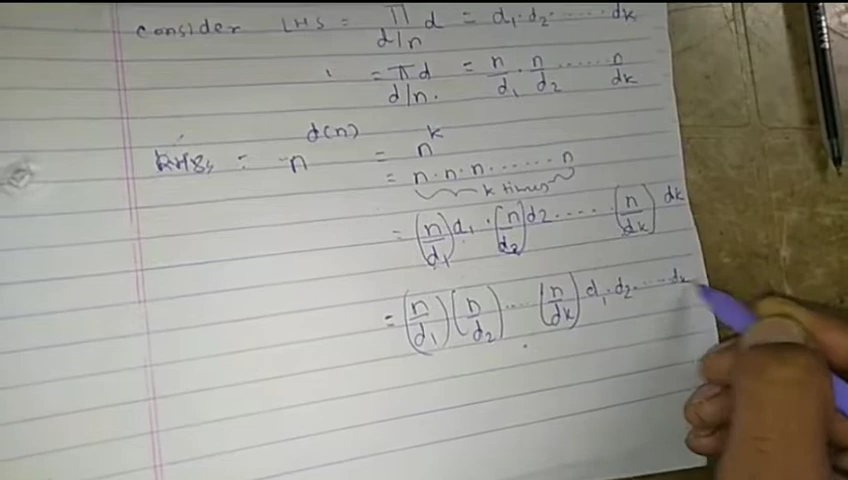 consider LHS = ∏ d = d₁·d₂ ····· dₖ
d/n
= ∏ d = n/d₁ · n/d₂ ······ n/dₖ
d/n.
RHS = n^d(n) = n^k
= n·n·n ······ n
k times
= (n/d₁) d₁ · (n/d₂) d₂ ····· (n/dₖ) dₖ
= (n/d₁) (n/d₂) ···· (n/dₖ) d₁·d₂ ···· dₖ